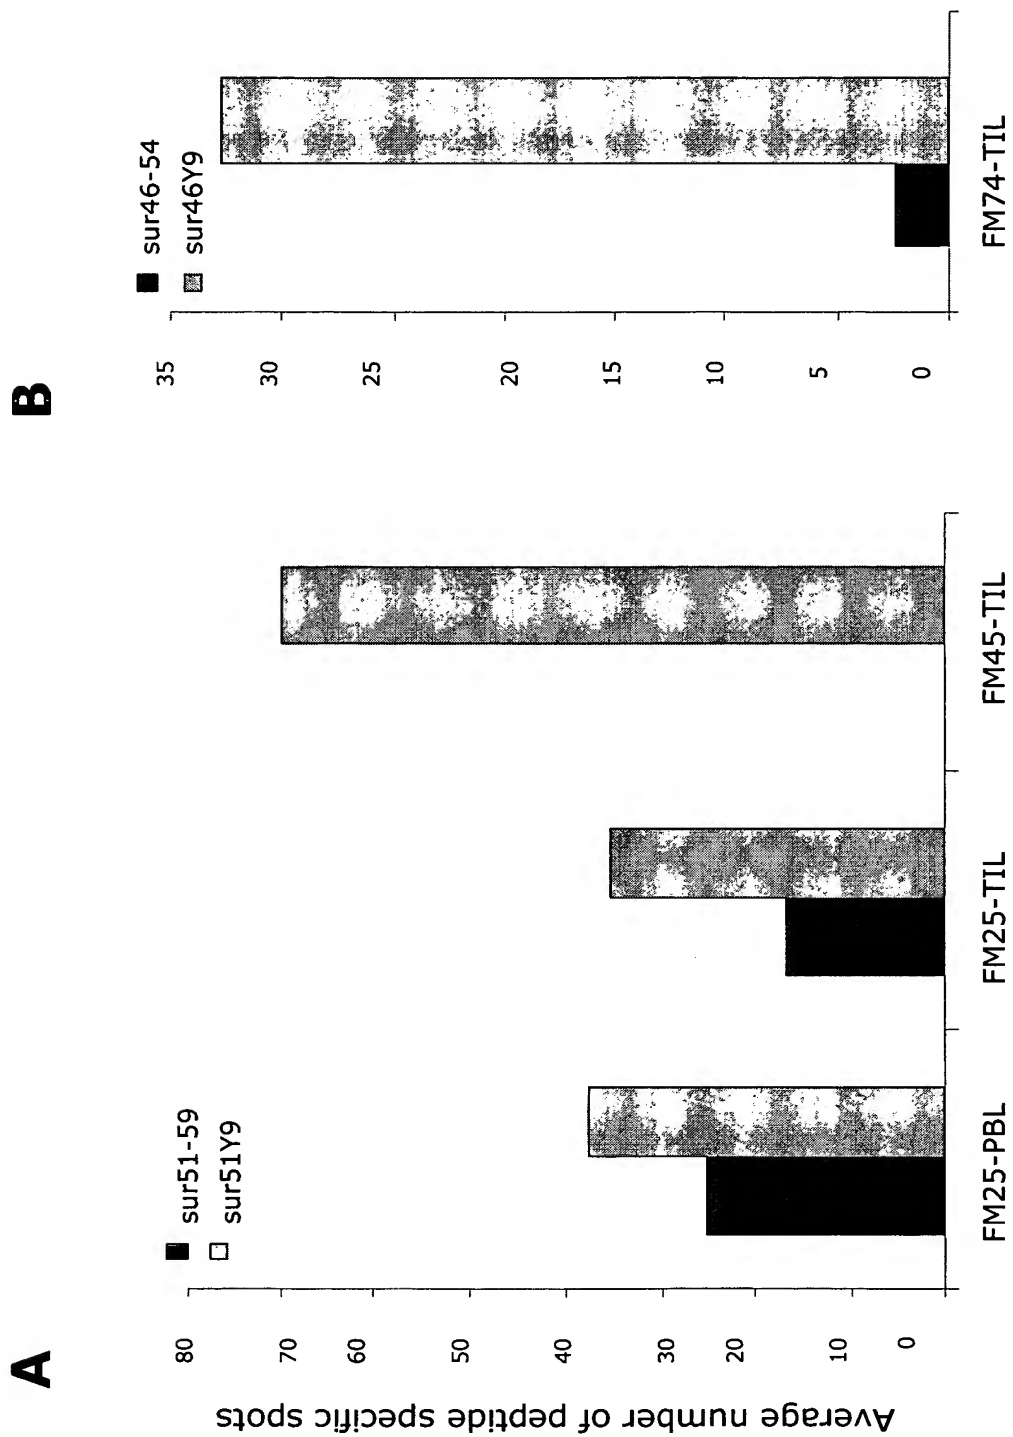 A
Average number of peptide specific spots
80
70
60
50
40
30
20
10
0
sur51-59
sur51Y9
FM25-PBL
FM25-TIL
FM45-TIL
B
35
30
25
20
15
10
5
0
sur46-54
sur46Y9
FM74-TIL